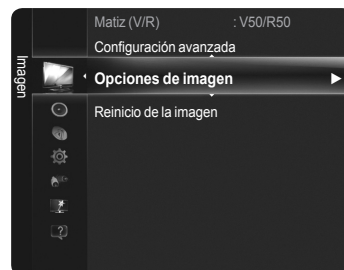 Imagen
Matiz (V/R) : V50/R50
Configuración avanzada
Opciones de imagen
Reinicio de la imagen